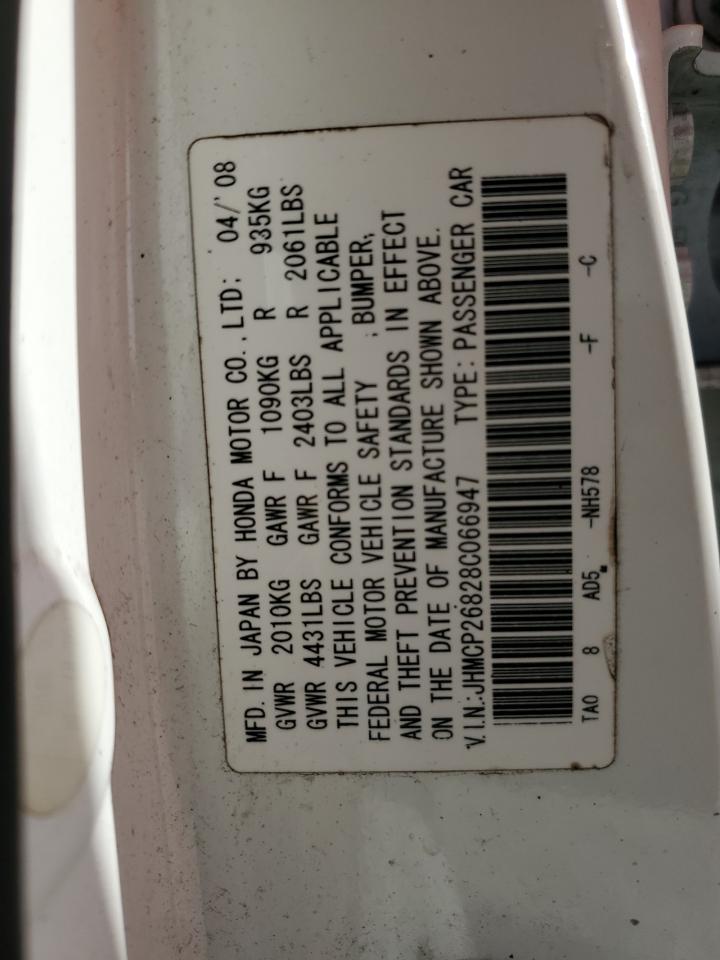 MFD. IN JAPAN BY HONDA MOTOR CO., LTD; 04/'08
GVWR 2010KG GAWR F 1090KG R 935KG
GVWR 4431LBS GAWR F 2403LBS R 2061LBS
THIS VEHICLE CONFORMS TO ALL APPLICABLE
FEDERAL MOTOR VEHICLE SAFETY ; BUMPER;
AND THEFT PREVENTION STANDARDS IN EFFECT
ON THE DATE OF MANUFACTURE SHOWN ABOVE.
V.I.N.:JHMCP26828C066947 TYPE: PASSENGER CAR
TA0 8 AD5 -NH578 -F -C